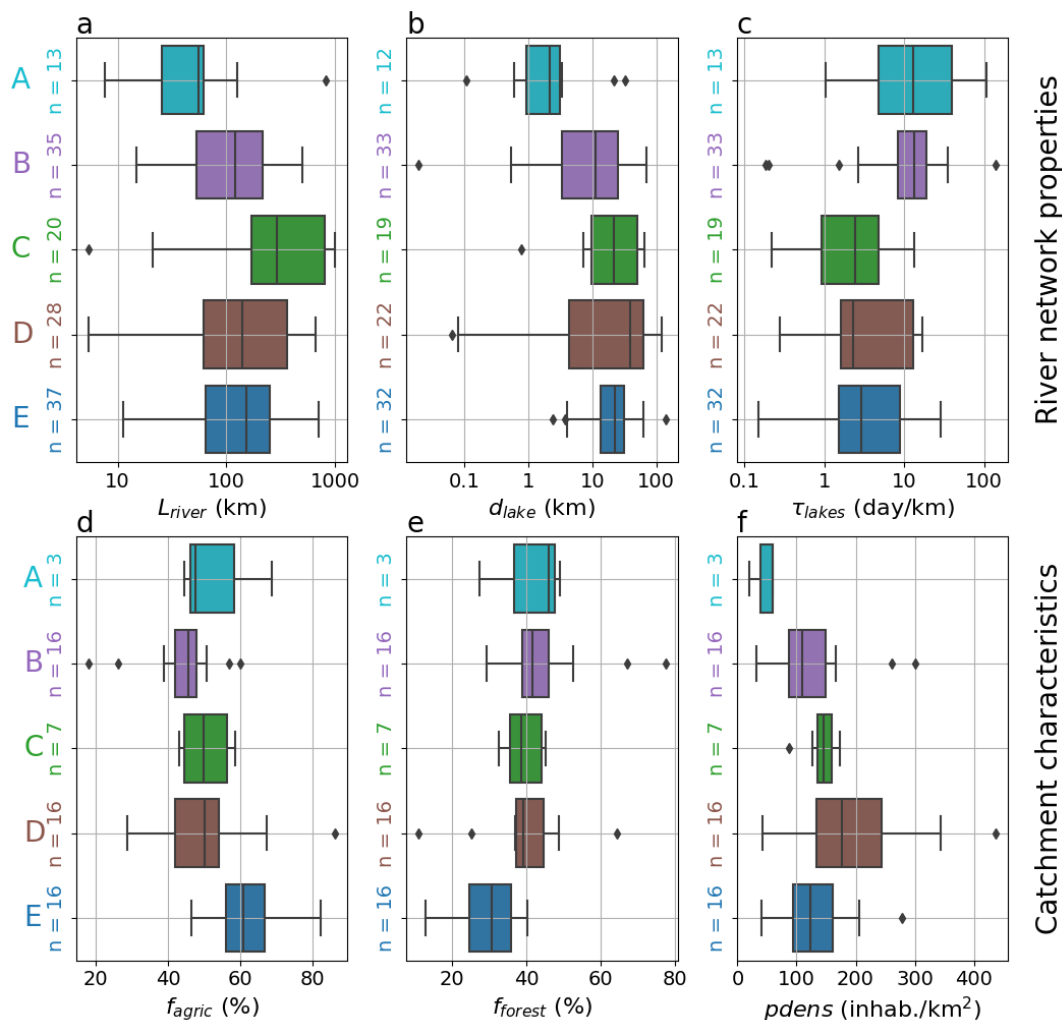 a
b
c
A
n = 13
n = 12
n = 13
B
n = 35
n = 33
n = 33
C
n = 20
n = 19
n = 19
D
n = 28
n = 22
n = 22
E
n = 37
n = 32
n = 32
River network properties
10 100 1000
0.1 1 10 100
0.1 1 10 100
L_river (km)
d_lake (km)
τ_lakes (day/km)
d
e
f
A
n = 3
n = 3
n = 3
B
n = 16
n = 16
n = 16
C
n = 7
n = 7
n = 7
D
n = 16
n = 16
n = 16
E
n = 16
n = 16
n = 16
Catchment characteristics
20 40 60 80
20 40 60 80
0 100 200 300 400
f_agric (%)
f_forest (%)
pdens (inhab./km²)